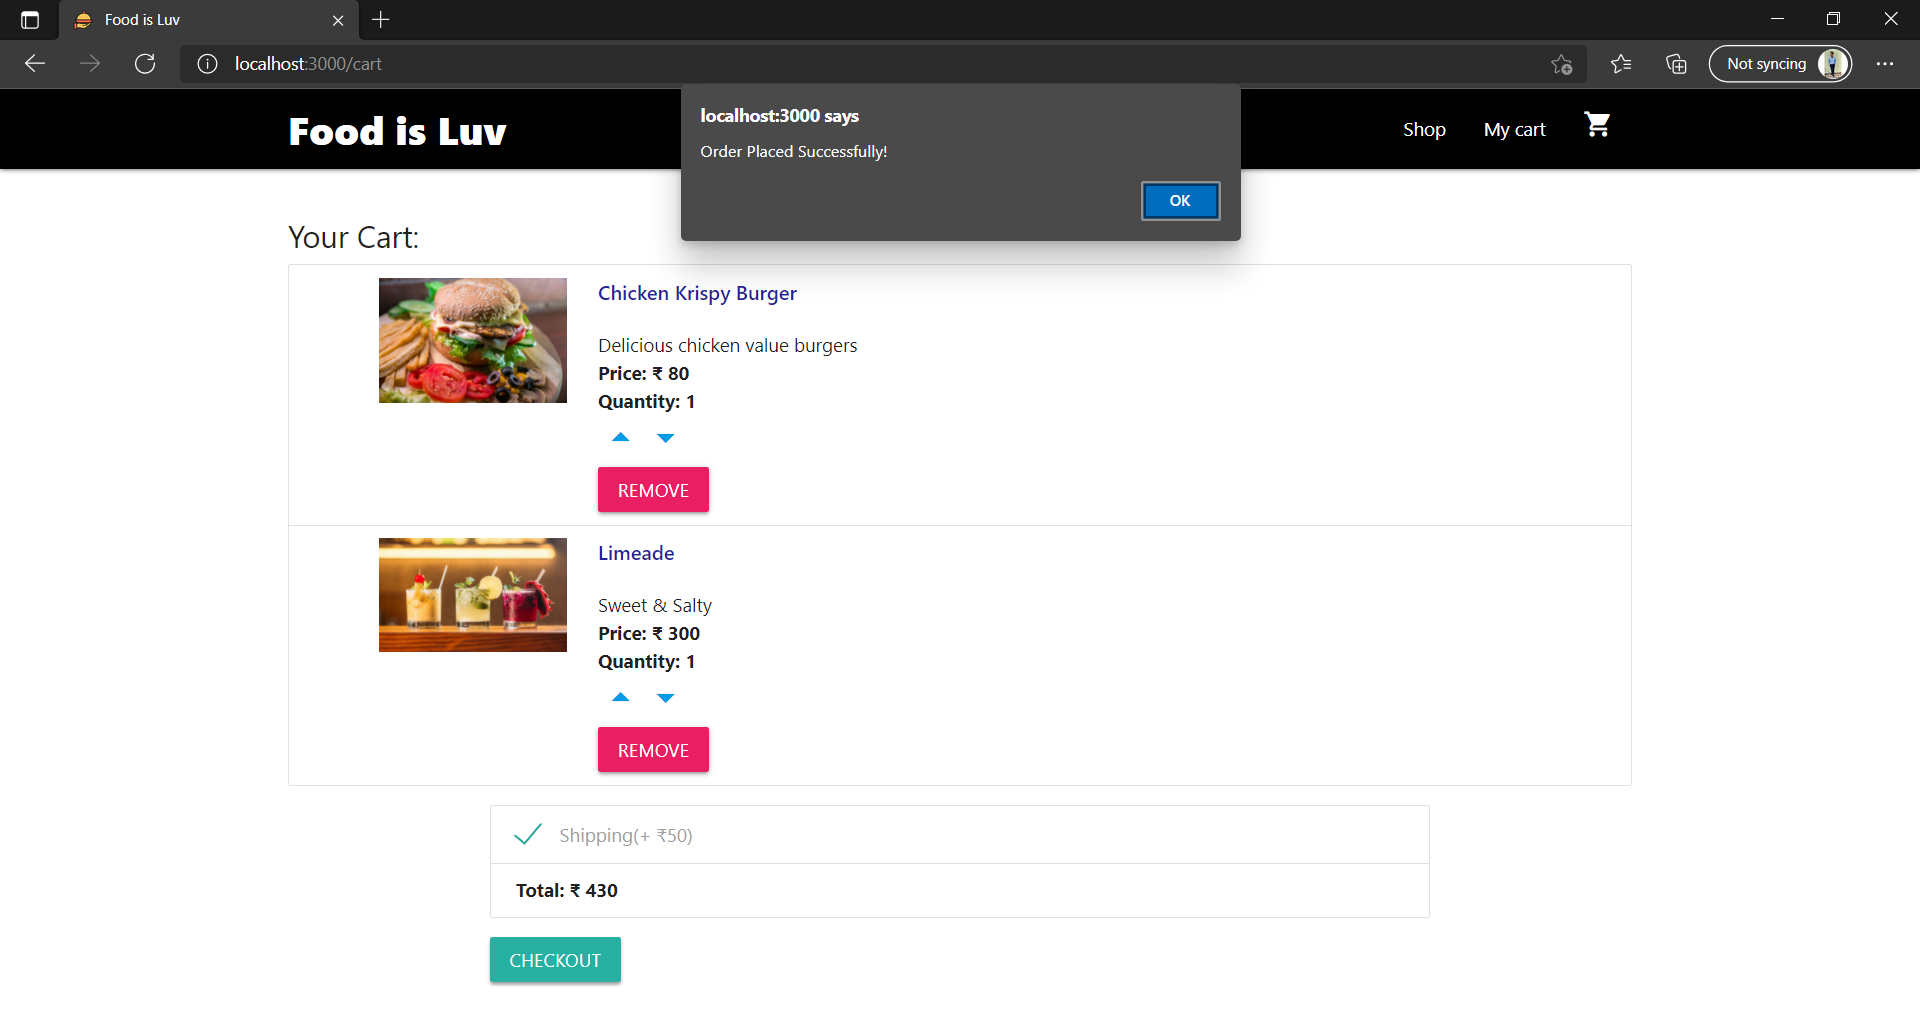 Food is Luv
localhost:3000/cart
Not syncing
Food is Luv
Shop
My cart
localhost:3000 says
Order Placed Successfully!
OK
Your Cart:
Chicken Krispy Burger
Delicious chicken value burgers
Price: ₹ 80
Quantity: 1
REMOVE
Limeade
Sweet & Salty
Price: ₹ 300
Quantity: 1
REMOVE
Shipping(+ ₹50)
Total: ₹ 430
CHECKOUT